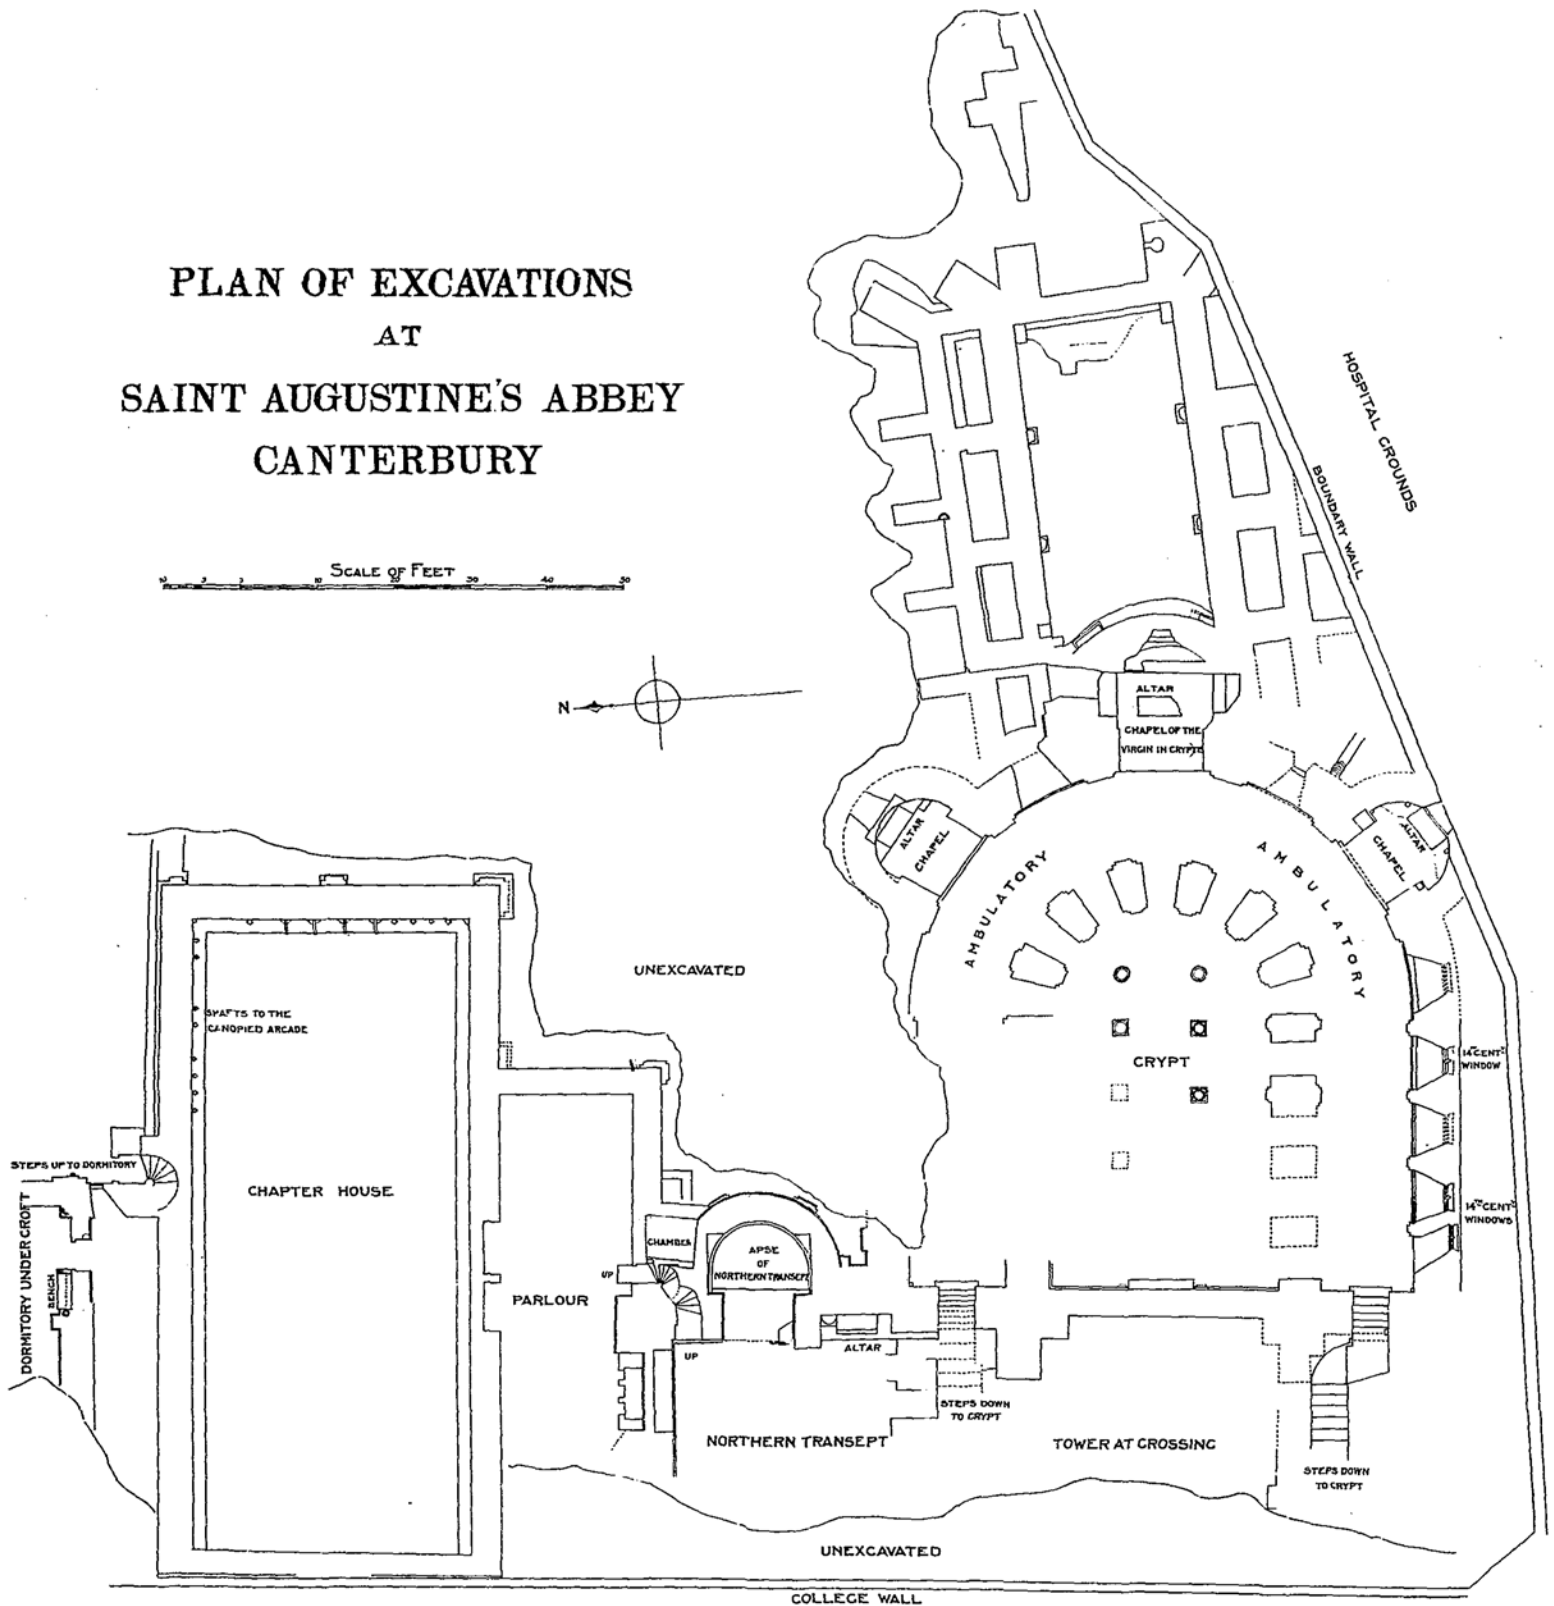 PLAN OF EXCAVATIONS
AT
SAINT AUGUSTINE'S ABBEY
CANTERBURY
SCALE OF FEET
10 5 10 20 30 40 50
N
HOSPITAL GROUNDS
BOUNDARY WALL
ALTAR
CHAPEL OF THE
VIRGIN IN CRYPT
ALTAR
CHAPEL
ALTAR
CHAPEL
AMBULATORY
AMBULATORY
UNEXCAVATED
SHAFTS TO THE
CANOPIED ARCADE
CRYPT
14TH CENTY
WINDOW
STEPS UP TO DORMITORY
CHAPTER HOUSE
14TH CENTY
WINDOWS
DORMITORY UNDER CROFT
BENCH
CHAMBER
APSE
OF
NORTHERN TRANSEPT
UP
PARLOUR
UP
ALTAR
STEPS DOWN
TO CRYPT
NORTHERN TRANSEPT
TOWER AT CROSSING
STEPS DOWN
TO CRYPT
UNEXCAVATED
COLLEGE WALL